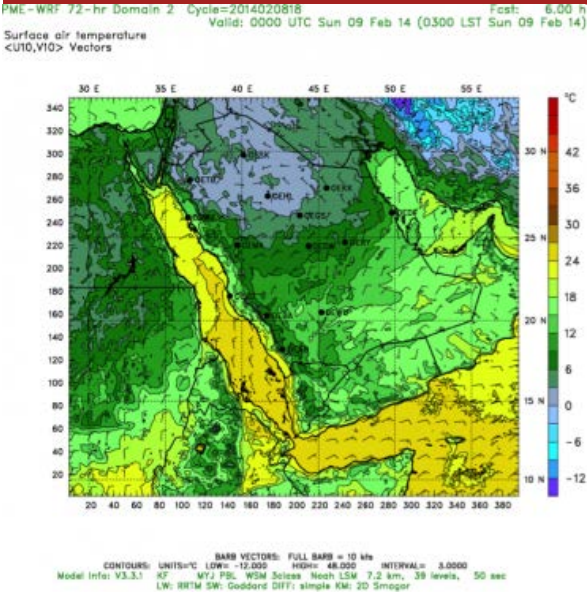 PME-WRF 72-hr Domain 2 Cycle=2014020818 Fcst: 6.00 h
Valid: 0000 UTC Sun 09 Feb 14 (0300 LST Sun 09 Feb 14)
Surface air temperature
<U10,V10> Vectors
30 E 35 E 40 E 45 E 50 E 55 E
°C
340
320
300
280
260
240
220
200
180
160
140
120
100
80
60
40
20
30 N
25 N
20 N
15 N
10 N
42
36
30
24
18
12
6
0
-6
-12
OEHL
OERK
20 40 60 80 100 120 140 160 180 200 220 240 260 280 300 320 340 360 380
BARB VECTORS: FULL BARB = 10 kts
CONTOURS: UNITS=°C LOW= -12.000 HIGH= 48.000 INTERVAL= 3.0000
Model Info: V3.3.1 KF MYJ PBL WSM 3class Noah LSM 7.2 km, 39 levels, 50 sec
LW: RRTM SW: Goddard DIFF: simple KM: 2D Smagor